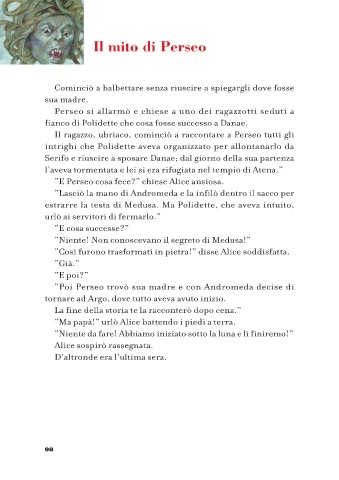 Il mito di Perseo
Cominciò a balbettare senza riuscire a spiegargli dove fosse
sua madre.
Perseo si allarmò e chiese a uno dei ragazzotti seduti a
fianco di Polidette che cosa fosse successo a Danae.
Il ragazzo, ubriaco, cominciò a raccontare a Perseo tutti gli
intrighi che Polidette aveva organizzato per allontanarlo da
Serifo e riuscire a sposare Danae; dal giorno della sua partenza
l'aveva tormentata e lei si era rifugiata nel tempio di Atena."
"E Perseo cosa fece?" chiese Alice ansiosa.
"Lasciò la mano di Andromeda e la infilò dentro il sacco per
estrarre la testa di Medusa. Ma Polidette, che aveva intuito,
urlò ai servitori di fermarlo."
"E cosa successe?"
"Niente! Non conoscevano il segreto di Medusa!"
"Così furono trasformati in pietra!" disse Alice soddisfatta.
"Già."
"E poi?"
"Poi Perseo trovò sua madre e con Andromeda decise di
tornare ad Argo, dove tutto aveva avuto inizio.
La fine della storia te la racconterò dopo cena."
"Ma papà!" urlò Alice battendo i piedi a terra.
"Niente da fare! Abbiamo iniziato sotto la luna e lì finiremo!"
Alice sospirò rassegnata.
D'altronde era l'ultima sera.
98